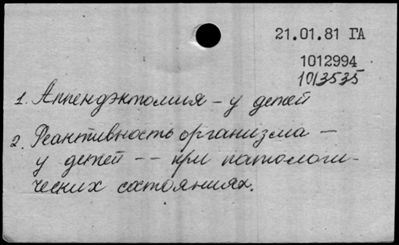 21.01.81 ГА
1012994
1013535
1. Аппендэктомия - у детей
2. Реактивность организма -
у детей -- при патологи-
ческих состояниях.